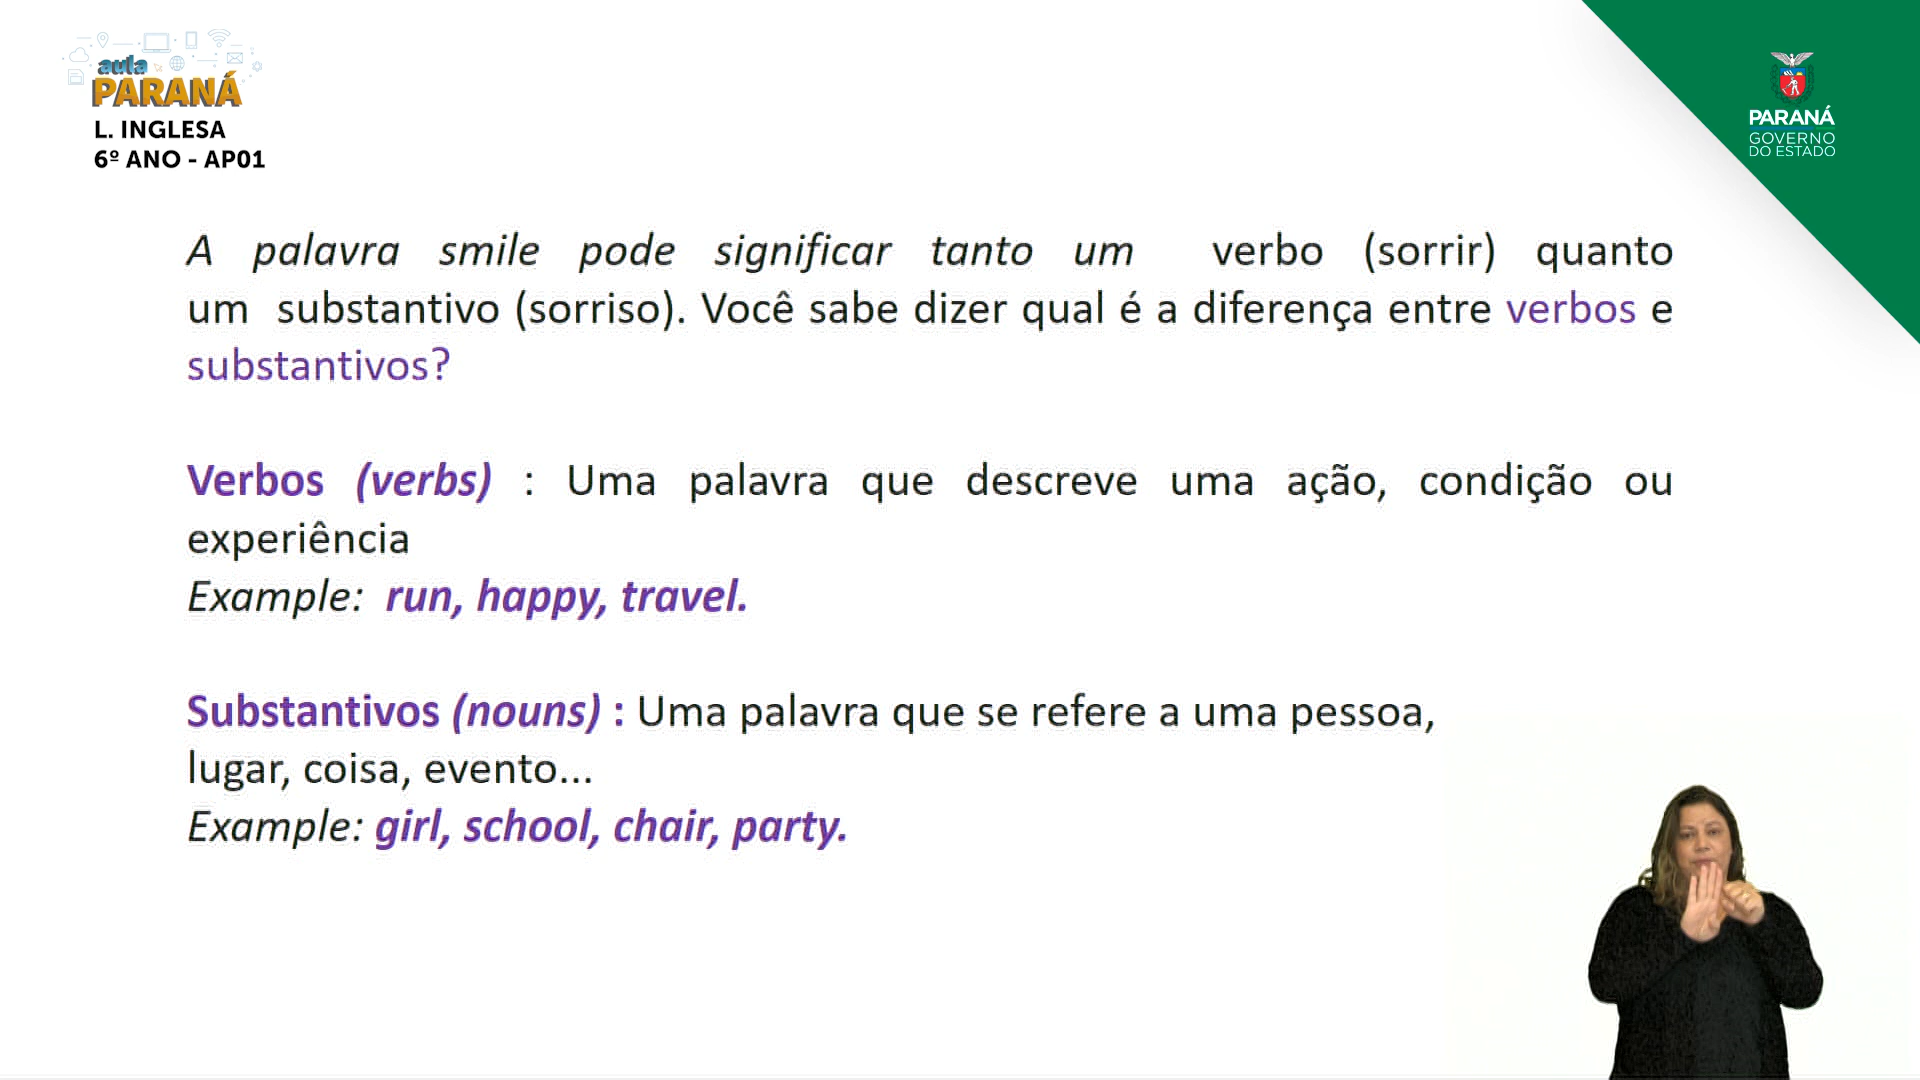 aula
PARANÁ
L. INGLESA
6º ANO - AP01
PARANÁ
GOVERNO
DO ESTADO
A palavra smile pode significar tanto um verbo (sorrir) quanto
um substantivo (sorriso). Você sabe dizer qual é a diferença entre verbos e
substantivos?
Verbos (verbs) : Uma palavra que descreve uma ação, condição ou
experiência
Example: run, happy, travel.
Substantivos (nouns) : Uma palavra que se refere a uma pessoa,
lugar, coisa, evento...
Example: girl, school, chair, party.